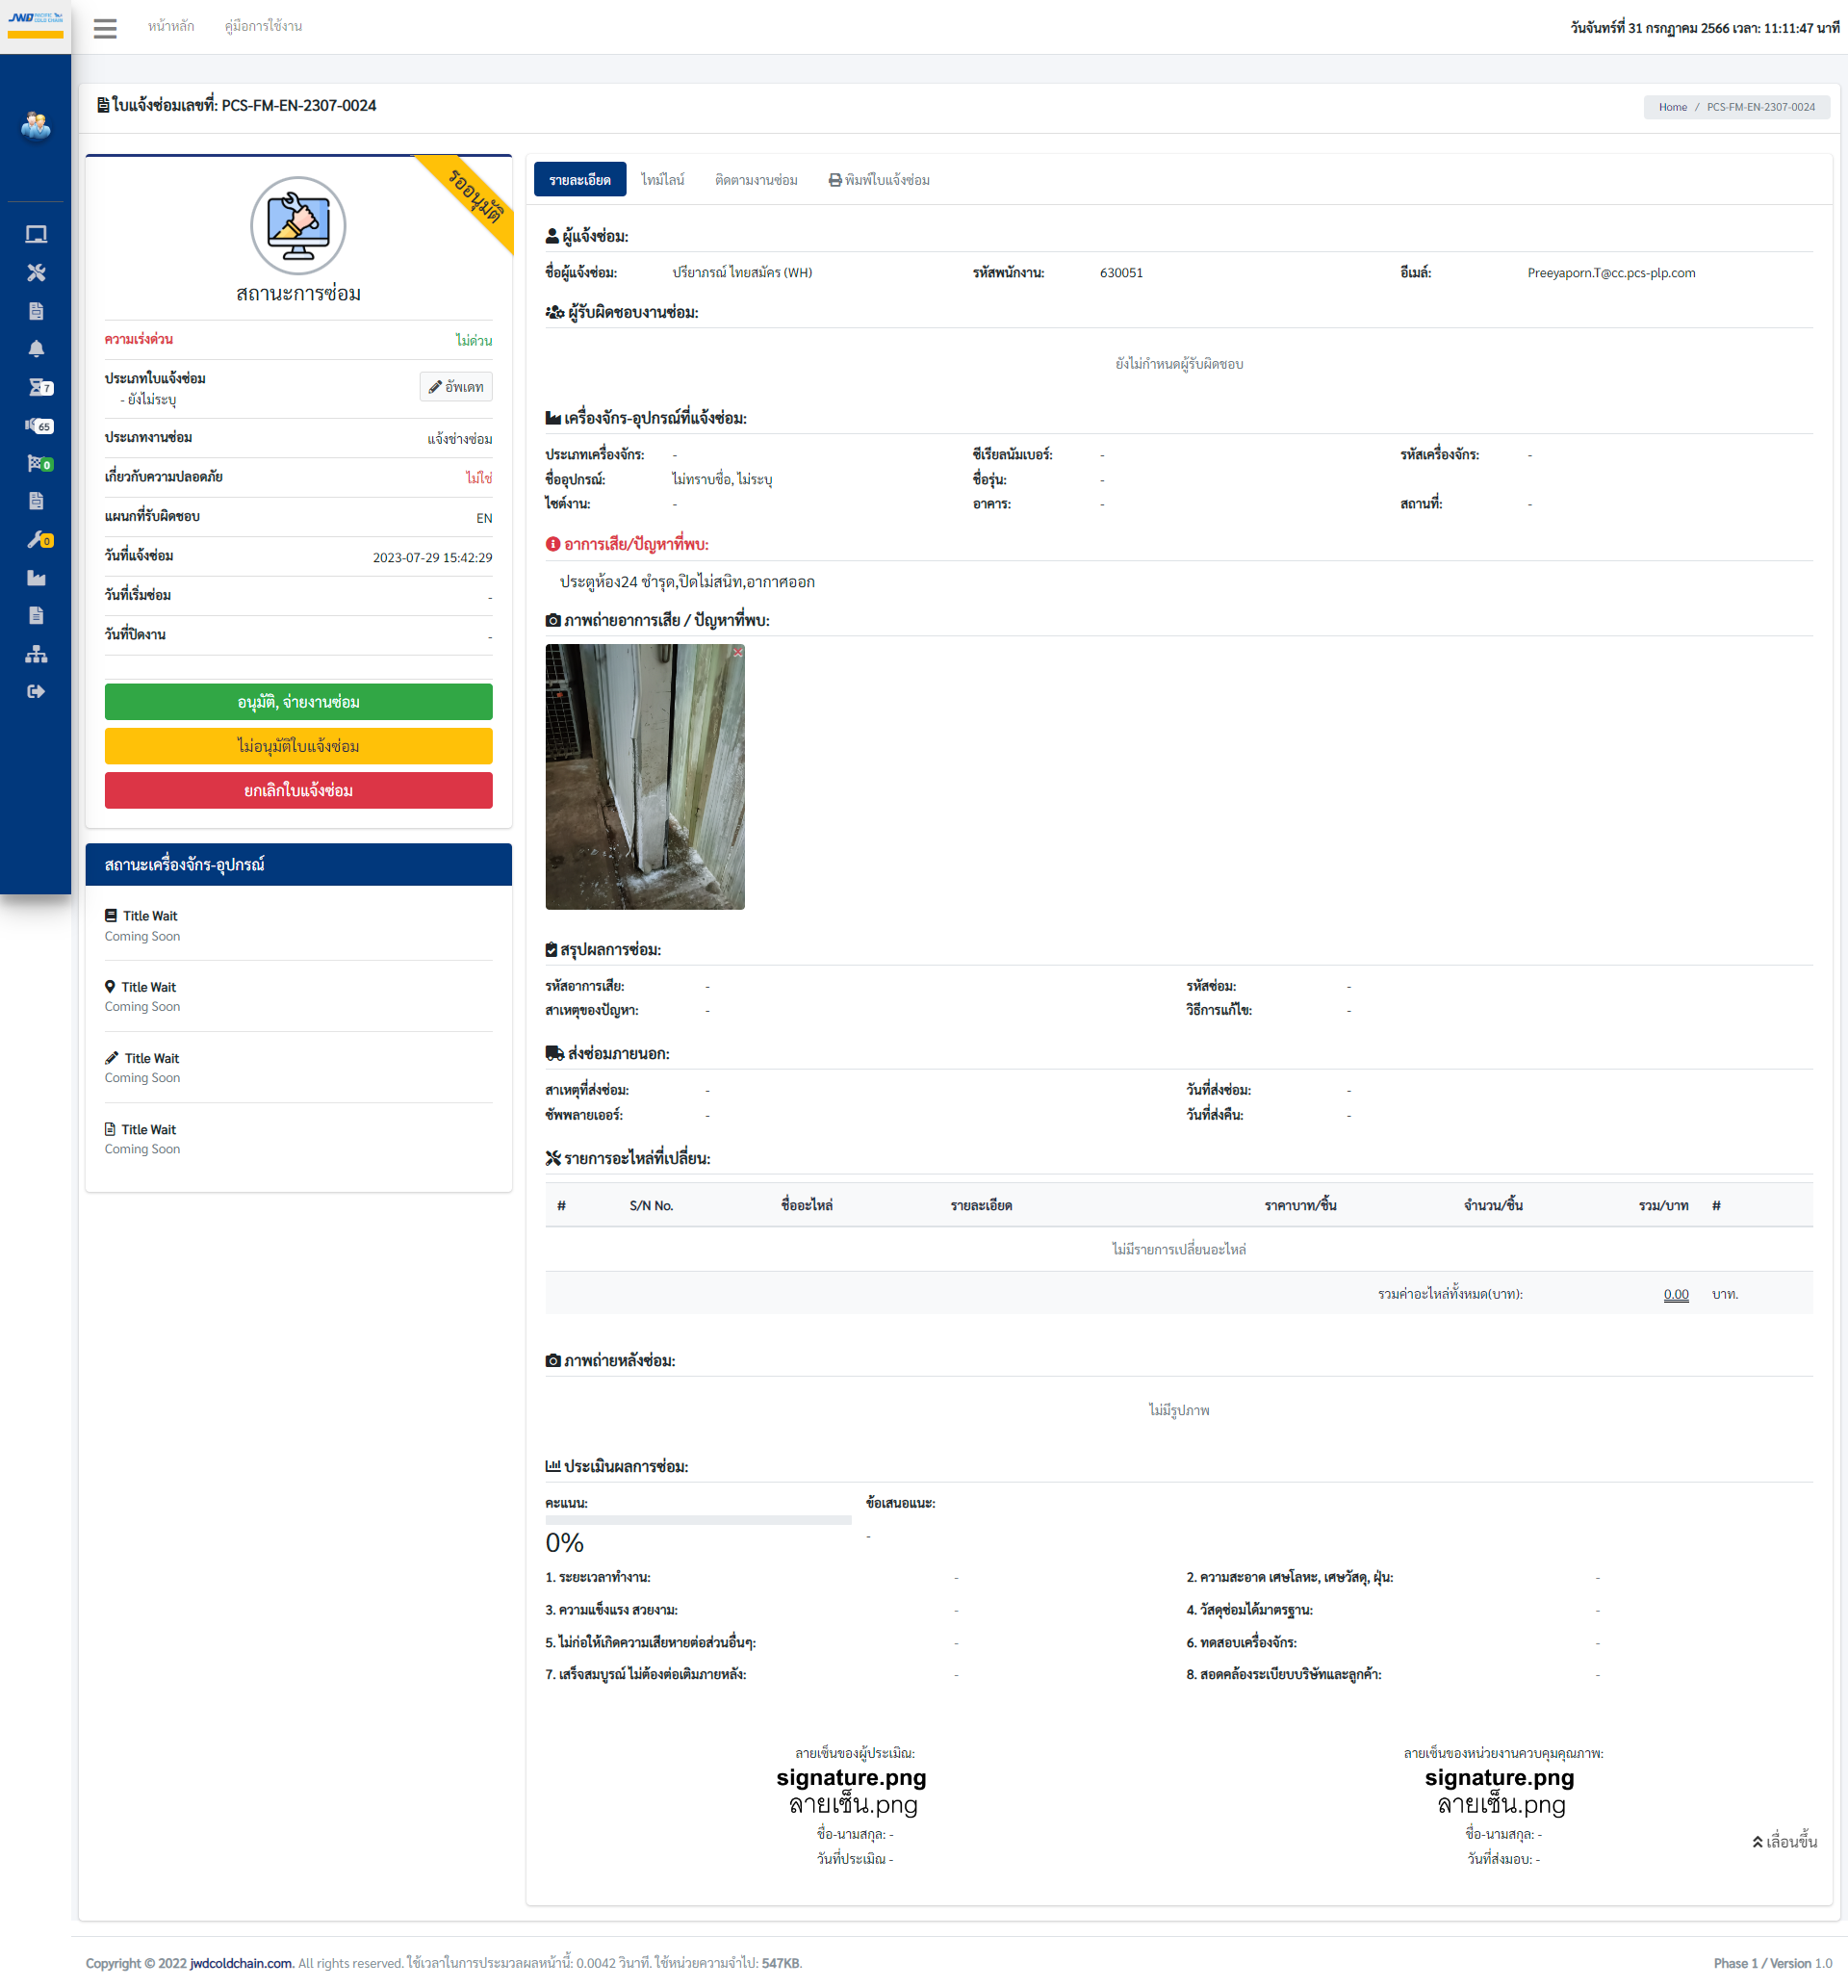 JWD PACIFIC COLD CHAIN
หน้าหลัก คู่มือการใช้งาน
วันจันทร์ที่ 31 กรกฏาคม 2566 เวลา: 11:11:47 นาที
ใบแจ้งซ่อมเลขที่: PCS-FM-EN-2307-0024
Home / PCS-FM-EN-2307-0024
7
65
0
0
รออนุมัติ
สถานะการซ่อม
ความเร่งด่วน ไม่ด่วน
ประเภทใบแจ้งซ่อม
- ยังไม่ระบุ
อัพเดท
ประเภทงานซ่อม แจ้งช่างซ่อม
เกี่ยวกับความปลอดภัย ไม่ใช่
แผนกที่รับผิดชอบ EN
วันที่แจ้งซ่อม 2023-07-29 15:42:29
วันที่เริ่มซ่อม -
วันที่ปิดงาน -
อนุมัติ, จ่ายงานซ่อม
ไม่อนุมัติใบแจ้งซ่อม
ยกเลิกใบแจ้งซ่อม
สถานะเครื่องจักร-อุปกรณ์
Title Wait
Coming Soon
Title Wait
Coming Soon
Title Wait
Coming Soon
Title Wait
Coming Soon
รายละเอียด ไทม์ไลน์ ติดตามงานซ่อม พิมพ์ใบแจ้งซ่อม
ผู้แจ้งซ่อม:
ชื่อผู้แจ้งซ่อม: ปรียาภรณ์ ไทยสมัคร (WH) รหัสพนักงาน: 630051 อีเมล์: Preeyaporn.T@cc.pcs-plp.com
ผู้รับผิดชอบงานซ่อม:
ยังไม่กำหนดผู้รับผิดชอบ
เครื่องจักร-อุปกรณ์ที่แจ้งซ่อม:
ประเภทเครื่องจักร: - ซีเรียลนัมเบอร์: - รหัสเครื่องจักร: -
ชื่ออุปกรณ์: ไม่ทราบชื่อ, ไม่ระบุ ชื่อรุ่น: -
ไซต์งาน: - อาคาร: - สถานที่: -
อาการเสีย/ปัญหาที่พบ:
ประตูห้อง24 ชำรุด,ปิดไม่สนิท,อากาศออก
ภาพถ่ายอาการเสีย / ปัญหาที่พบ:
สรุปผลการซ่อม:
รหัสอาการเสีย: - รหัสซ่อม: -
สาเหตุของปัญหา: - วิธีการแก้ไข: -
ส่งซ่อมภายนอก:
สาเหตุที่ส่งซ่อม: - วันที่ส่งซ่อม: -
ซัพพลายเออร์: - วันที่ส่งคืน: -
รายการอะไหล่ที่เปลี่ยน:
# S/N No. ชื่ออะไหล่ รายละเอียด ราคาบาท/ชิ้น จำนวน/ชิ้น รวม/บาท #
ไม่มีรายการเปลี่ยนอะไหล่
รวมค่าอะไหล่ทั้งหมด(บาท): 0.00 บาท.
ภาพถ่ายหลังซ่อม:
ไม่มีรูปภาพ
ประเมินผลการซ่อม:
คะแนน: ข้อเสนอแนะ:
0% -
1. ระยะเวลาทำงาน: - 2. ความสะอาด เศษโลหะ, เศษวัสดุ, ฝุ่น: -
3. ความแข็งแรง สวยงาม: - 4. วัสดุซ่อมได้มาตรฐาน: -
5. ไม่ก่อให้เกิดความเสียหายต่อส่วนอื่นๆ: - 6. ทดสอบเครื่องจักร: -
7. เสร็จสมบูรณ์ ไม่ต้องต่อเติมภายหลัง: - 8. สอดคล้องระเบียบบริษัทและลูกค้า: -
ลายเซ็นของผู้ประเมิณ: ลายเซ็นของหน่วยงานควบคุมคุณภาพ:
signature.png signature.png
ลายเซ็น.png ลายเซ็น.png
ชื่อ-นามสกุล: - ชื่อ-นามสกุล: -
วันที่ประเมิณ - วันที่ส่งมอบ: -
เลื่อนขึ้น
Copyright © 2022 jwdcoldchain.com. All rights reserved. ใช้เวลาในการประมวลผลหน้านี้: 0.0042 วินาที. ใช้หน่วยความจำไป: 547KB.
Phase 1 / Version 1.0